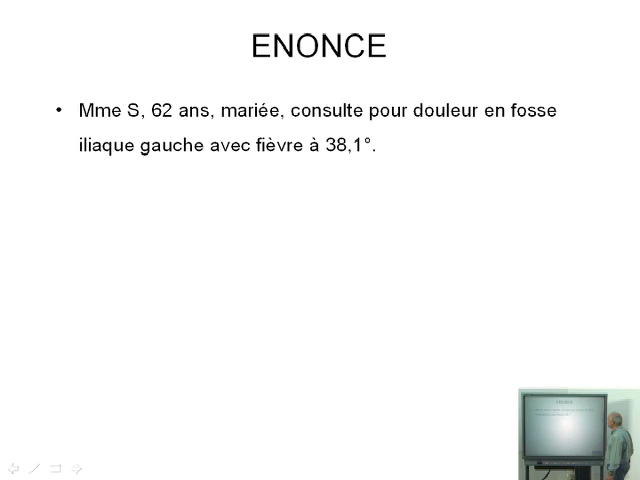 ENONCE
• Mme S, 62 ans, mariée, consulte pour douleur en fosse
iliaque gauche avec fièvre à 38,1°.